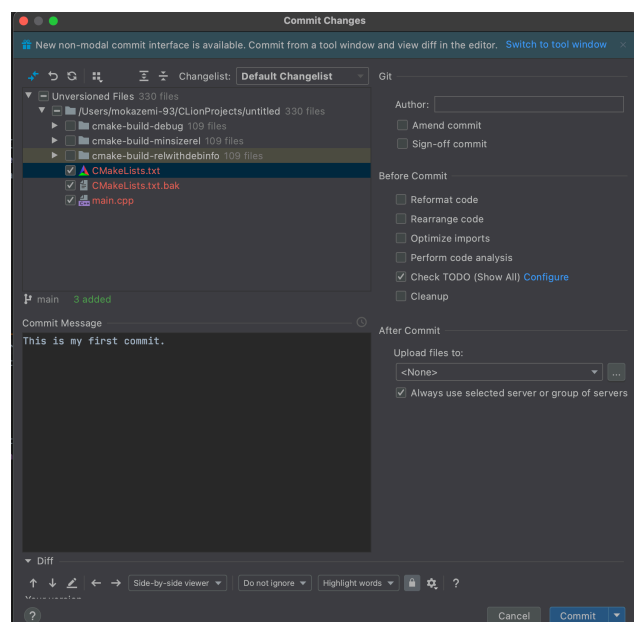 Commit Changes
New non-modal commit interface is available. Commit from a tool window and view diff in the editor. Switch to tool window
Changelist: Default Changelist
Unversioned Files 330 files
/Users/mokazemi-93/CLionProjects/untitled 330 files
cmake-build-debug 109 files
cmake-build-minsizerel 109 files
cmake-build-relwithdebinfo 109 files
CMakeLists.txt
CMakeLists.txt.bak
main.cpp
main 3 added
Commit Message
This is my first commit.
Git
Author:
Amend commit
Sign-off commit
Before Commit
Reformat code
Rearrange code
Optimize imports
Perform code analysis
Check TODO (Show All) Configure
Cleanup
After Commit
Upload files to:
<None>
...
Always use selected server or group of servers
Diff
Side-by-side viewer Do not ignore Highlight words ?
? Cancel Commit